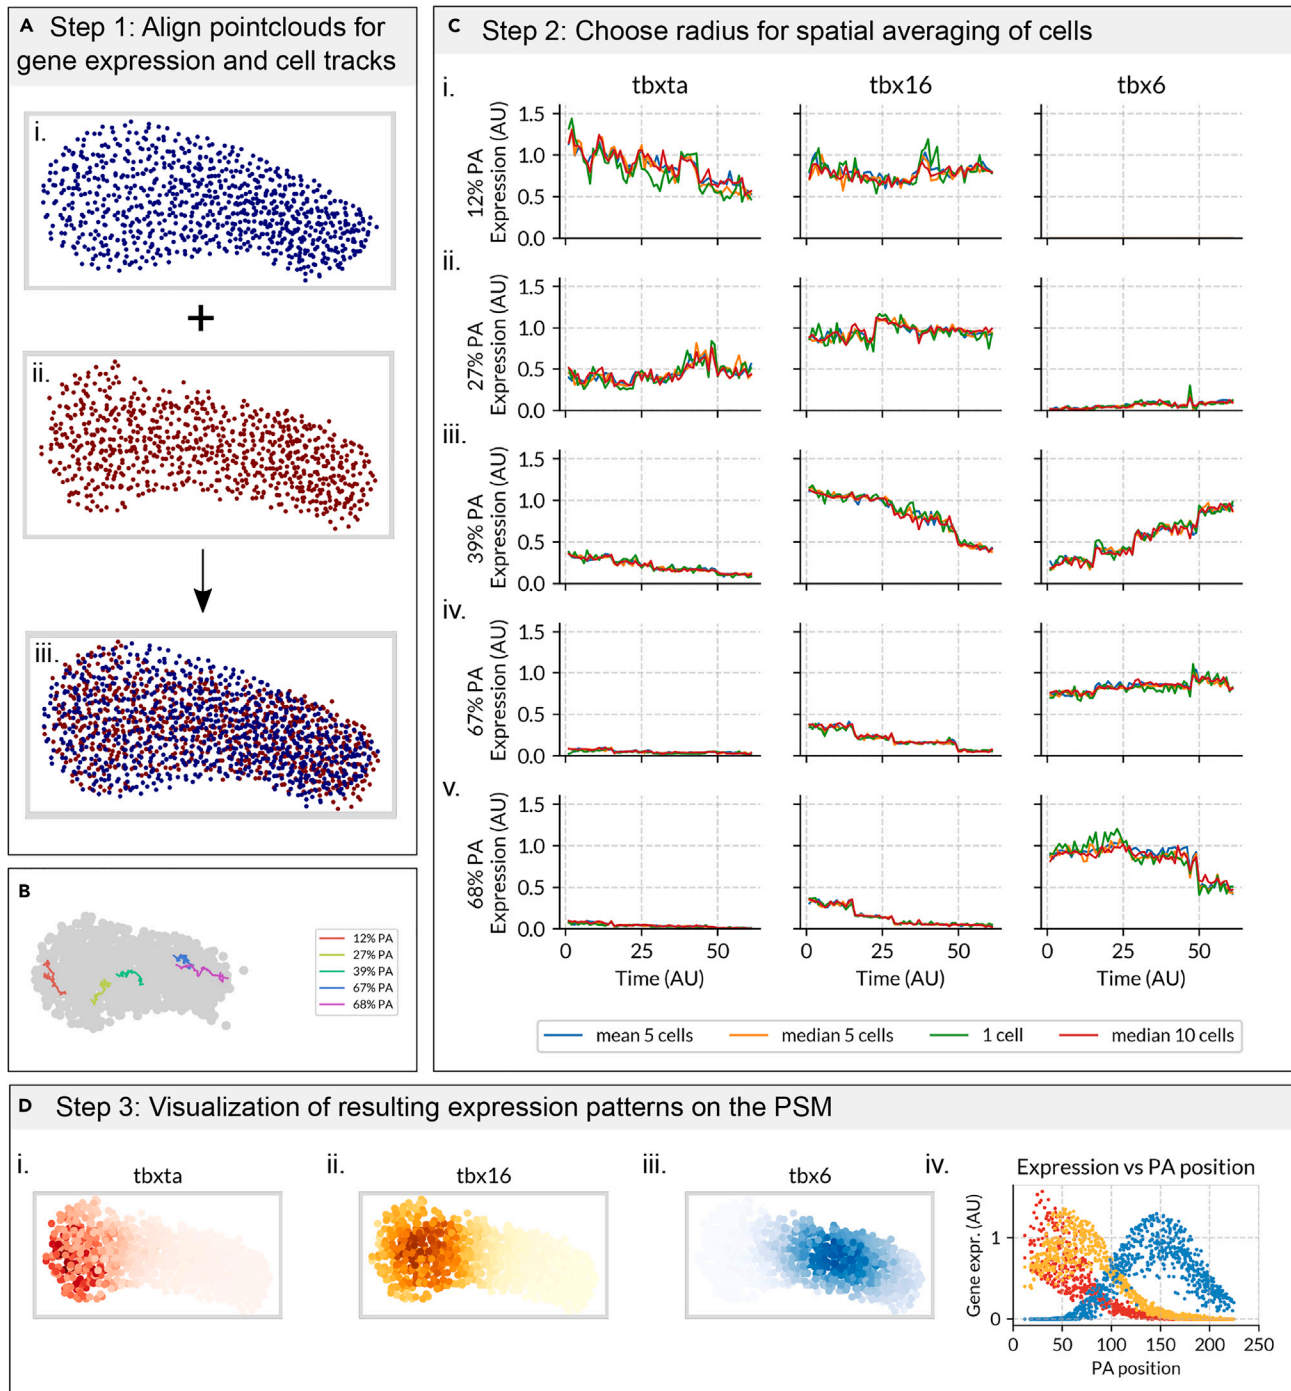 A Step 1: Align pointclouds for
gene expression and cell tracks
i.
+
ii.
iii.
B
12% PA
27% PA
39% PA
67% PA
68% PA
C Step 2: Choose radius for spatial averaging of cells
tbxta tbx16 tbx6
i.
12% PA
Expression (AU)
1.5
1.0
0.5
0.0
ii.
27% PA
Expression (AU)
1.5
1.0
0.5
0.0
iii.
39% PA
Expression (AU)
1.5
1.0
0.5
0.0
iv.
67% PA
Expression (AU)
1.5
1.0
0.5
0.0
v.
68% PA
Expression (AU)
1.5
1.0
0.5
0.0
0 25 50 0 25 50 0 25 50
Time (AU) Time (AU) Time (AU)
mean 5 cells median 5 cells 1 cell median 10 cells
D Step 3: Visualization of resulting expression patterns on the PSM
i. tbxta
ii. tbx16
iii. tbx6
iv. Expression vs PA position
Gene expr. (AU)
1
0
0 50 100 150 200 250
PA position